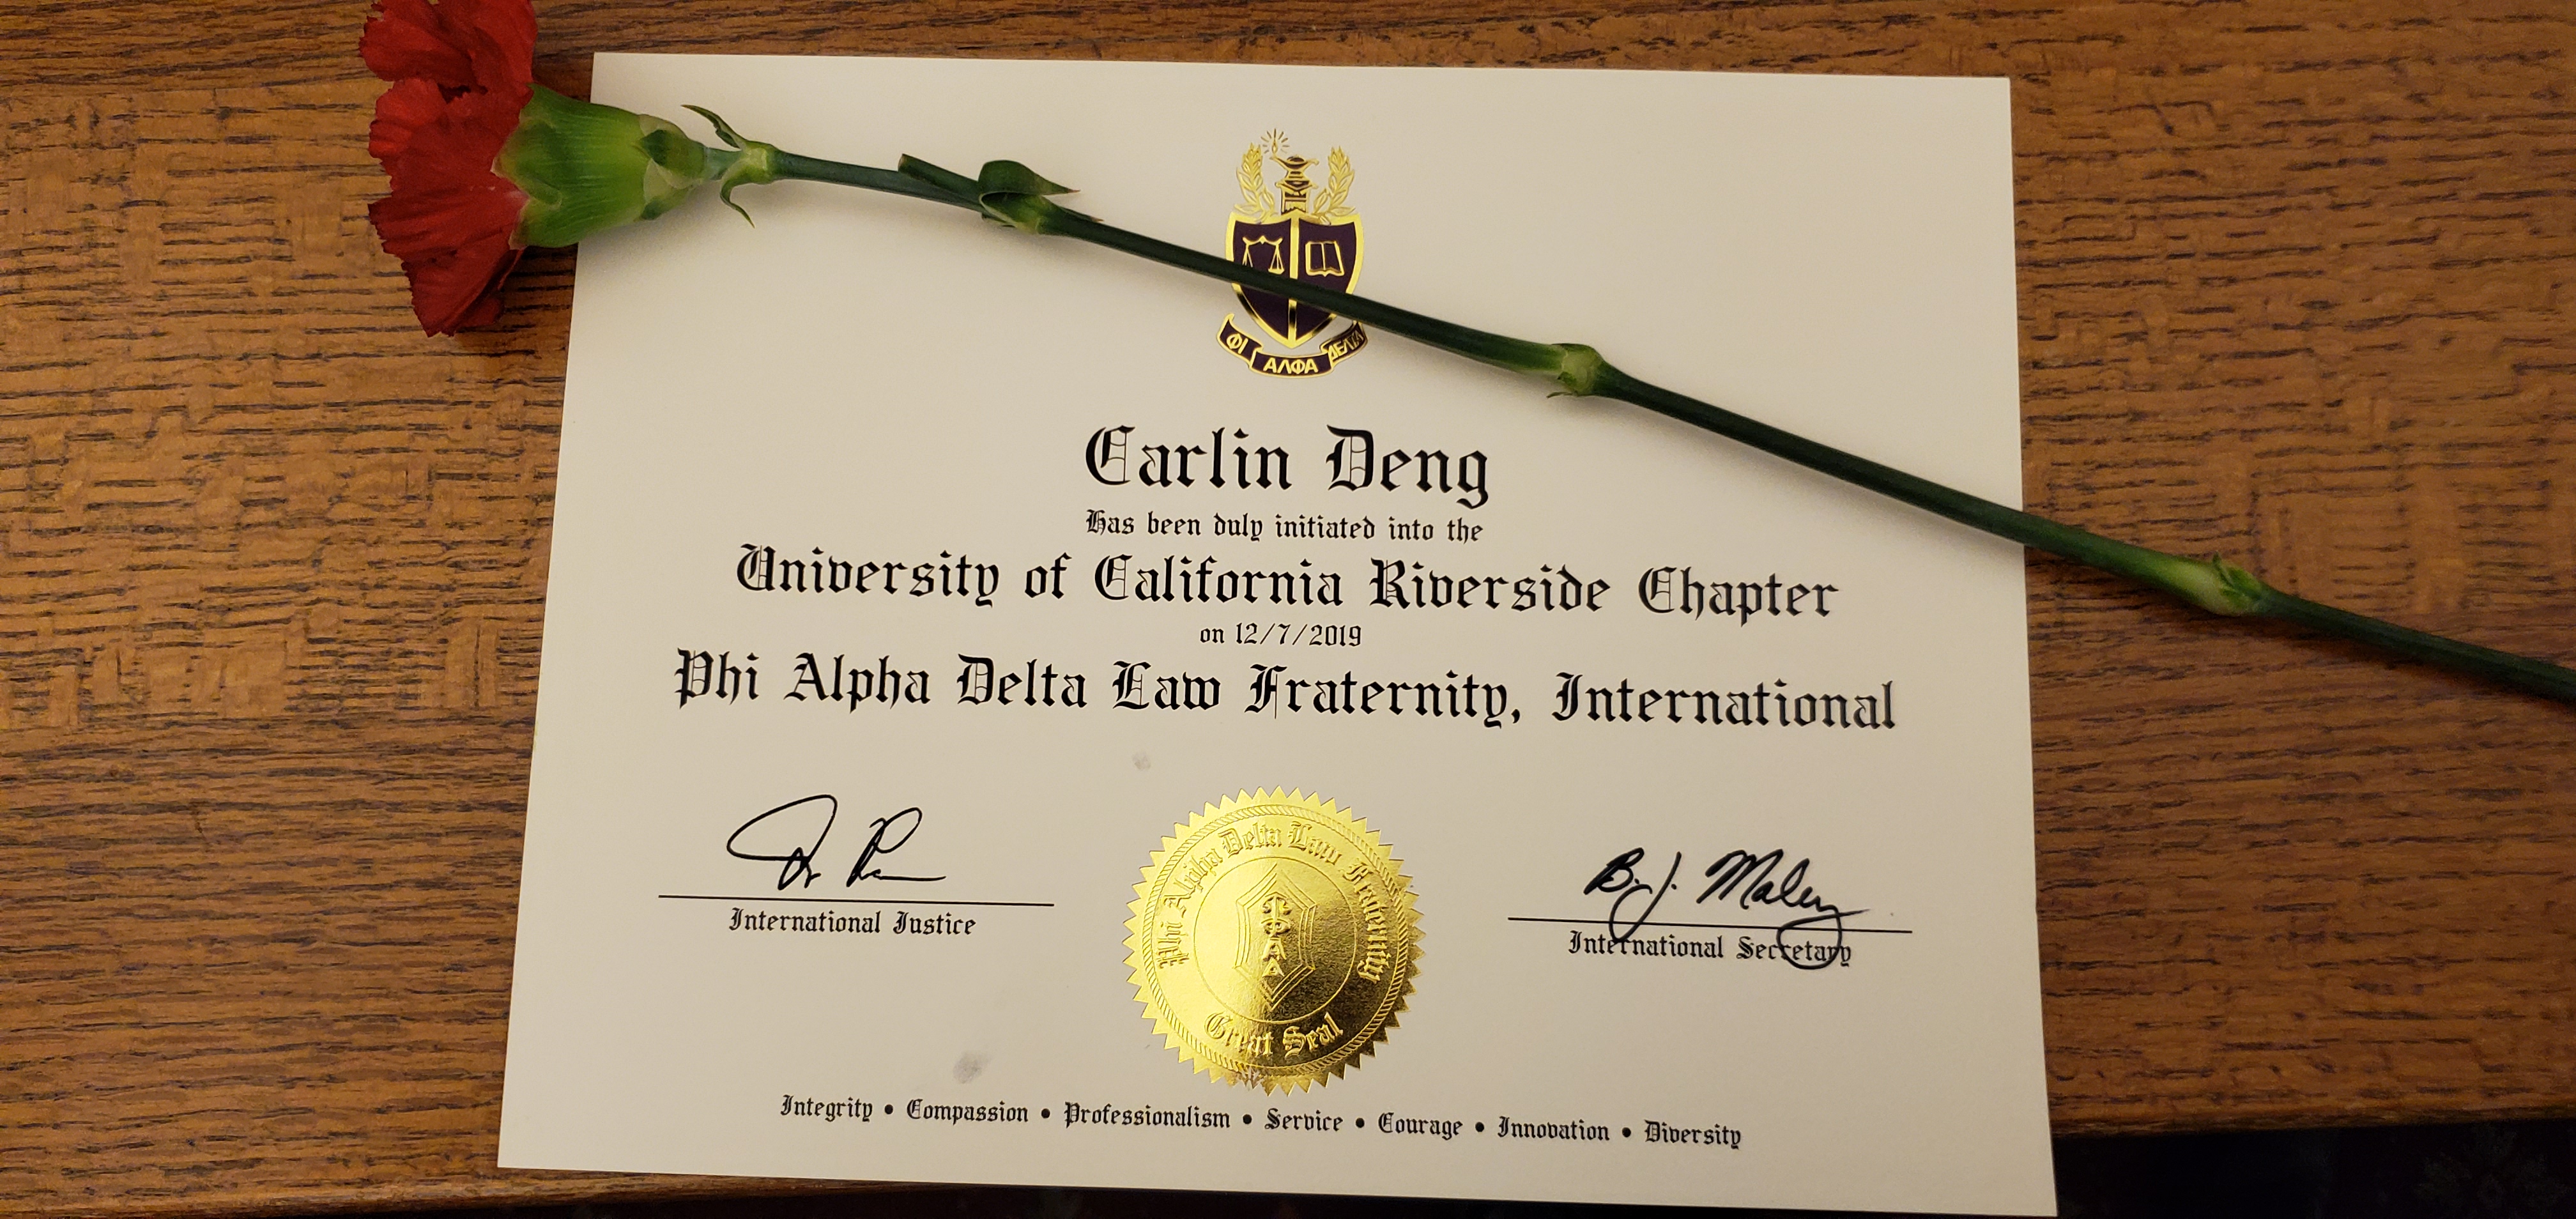 ΦΙ ΑΛΦΑ ΔΕΛΤΑ
Carlin Deng
Has been duly initiated into the
University of California Riverside Chapter
on 12/7/2019
Phi Alpha Delta Law Fraternity, International
International Justice
B. J. Maley
International Secretary
Phi Alpha Delta Law Fraternity
ΦΑΔ
Great Seal
Integrity • Compassion • Professionalism • Service • Courage • Innovation • Diversity